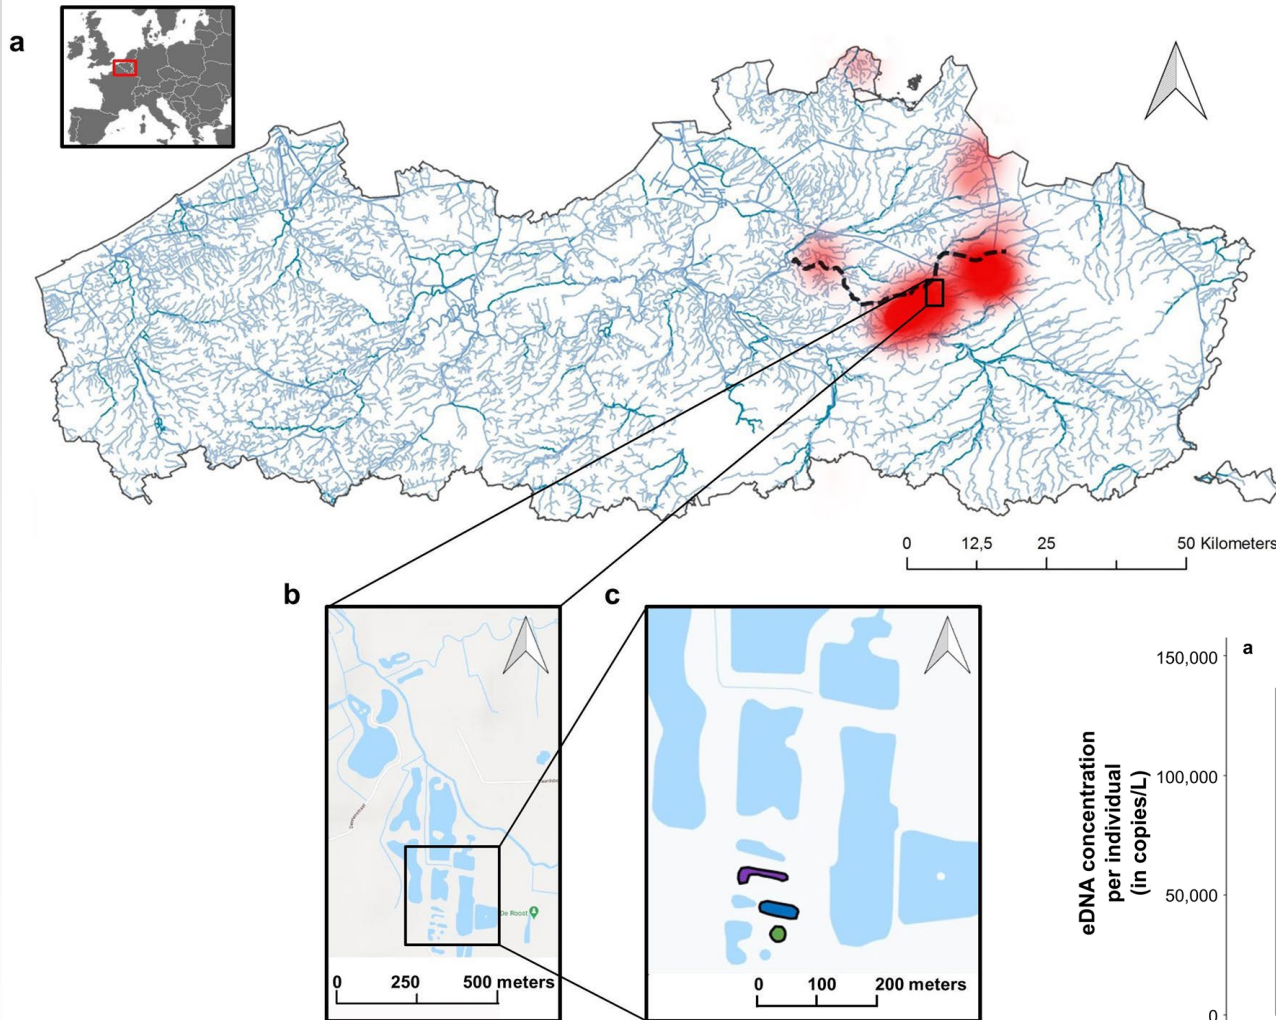 a
0 12,5 25 50 Kilometers
b
c
De Roost
0 250 500 meters
0 100 200 meters
a
eDNA concentration
per individual
(in copies/L)
150,000
100,000
50,000
0